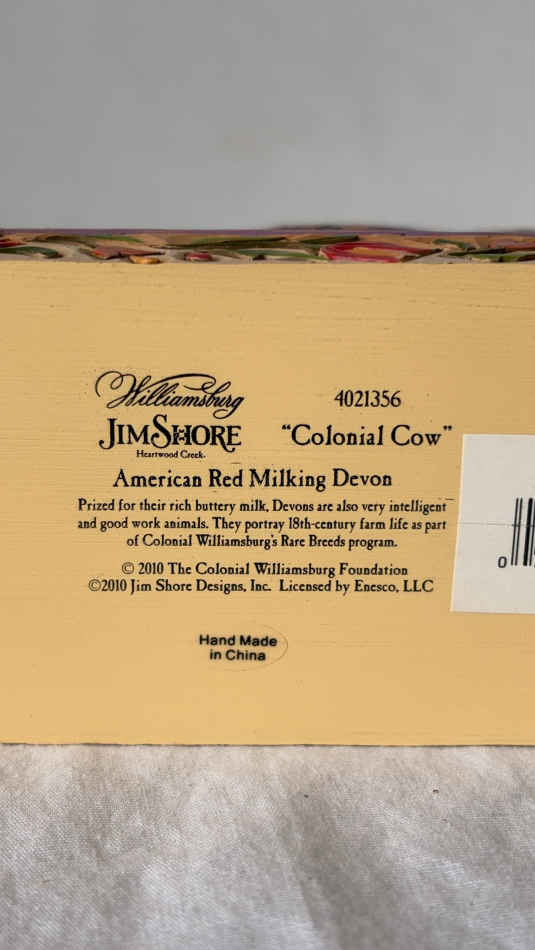 Williamsburg
JIM SHORE
Heartwood Creek.
4021356
“Colonial Cow”
American Red Milking Devon
Prized for their rich buttery milk, Devons are also very intelligent
and good work animals. They portray 18th-century farm life as part
of Colonial Williamsburg's Rare Breeds program.
© 2010 The Colonial Williamsburg Foundation
©2010 Jim Shore Designs, Inc. Licensed by Enesco, LLC
Hand Made
in China
0